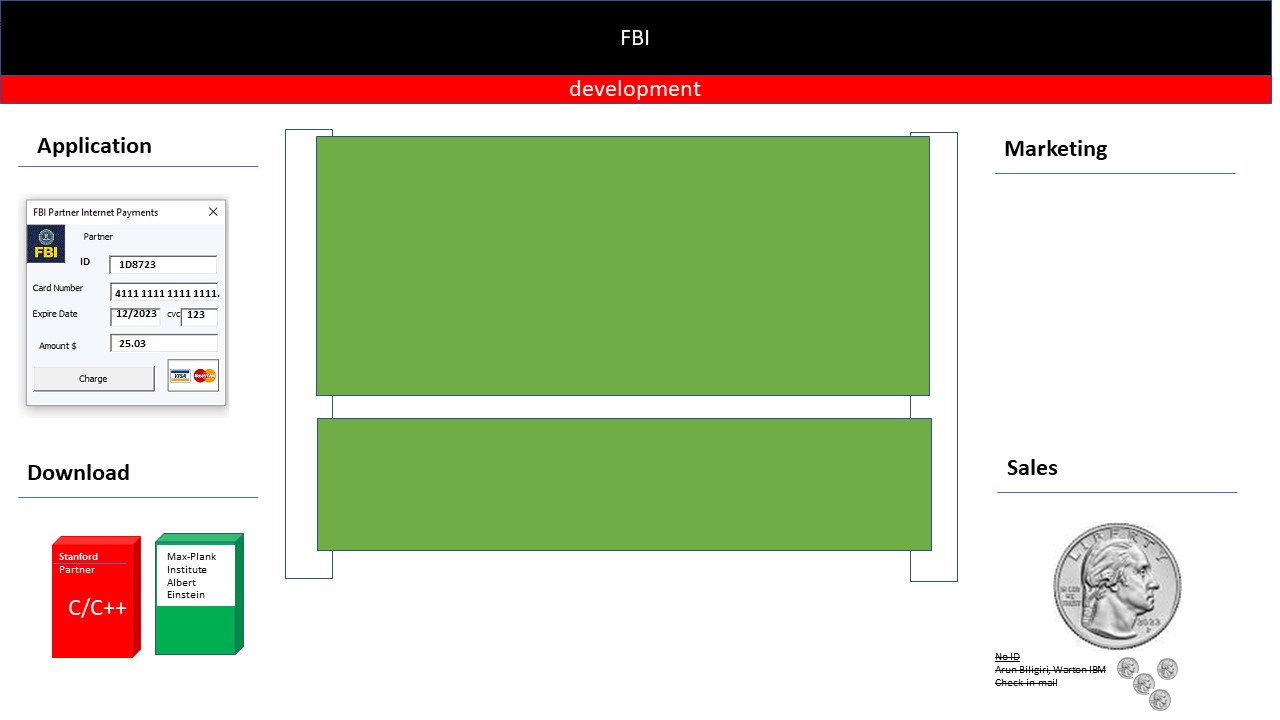 FBI
development
Application
FBI Partner Internet Payments
FBI
Partner
ID
1D8723
Card Number
4111 1111 1111 1111.
Expire Date
12/2023
cvc
123
Amount $
25.03
Charge
VISA
MasterCard
Download
Stanford
Partner
C/C++
Max-Plank
Institute
Albert
Einstein
Marketing
Sales
LIBERTY
IN GOD
WE
TRUST
2022
P
No ID
Arun Biligiri, Warton IBM
Check in mail